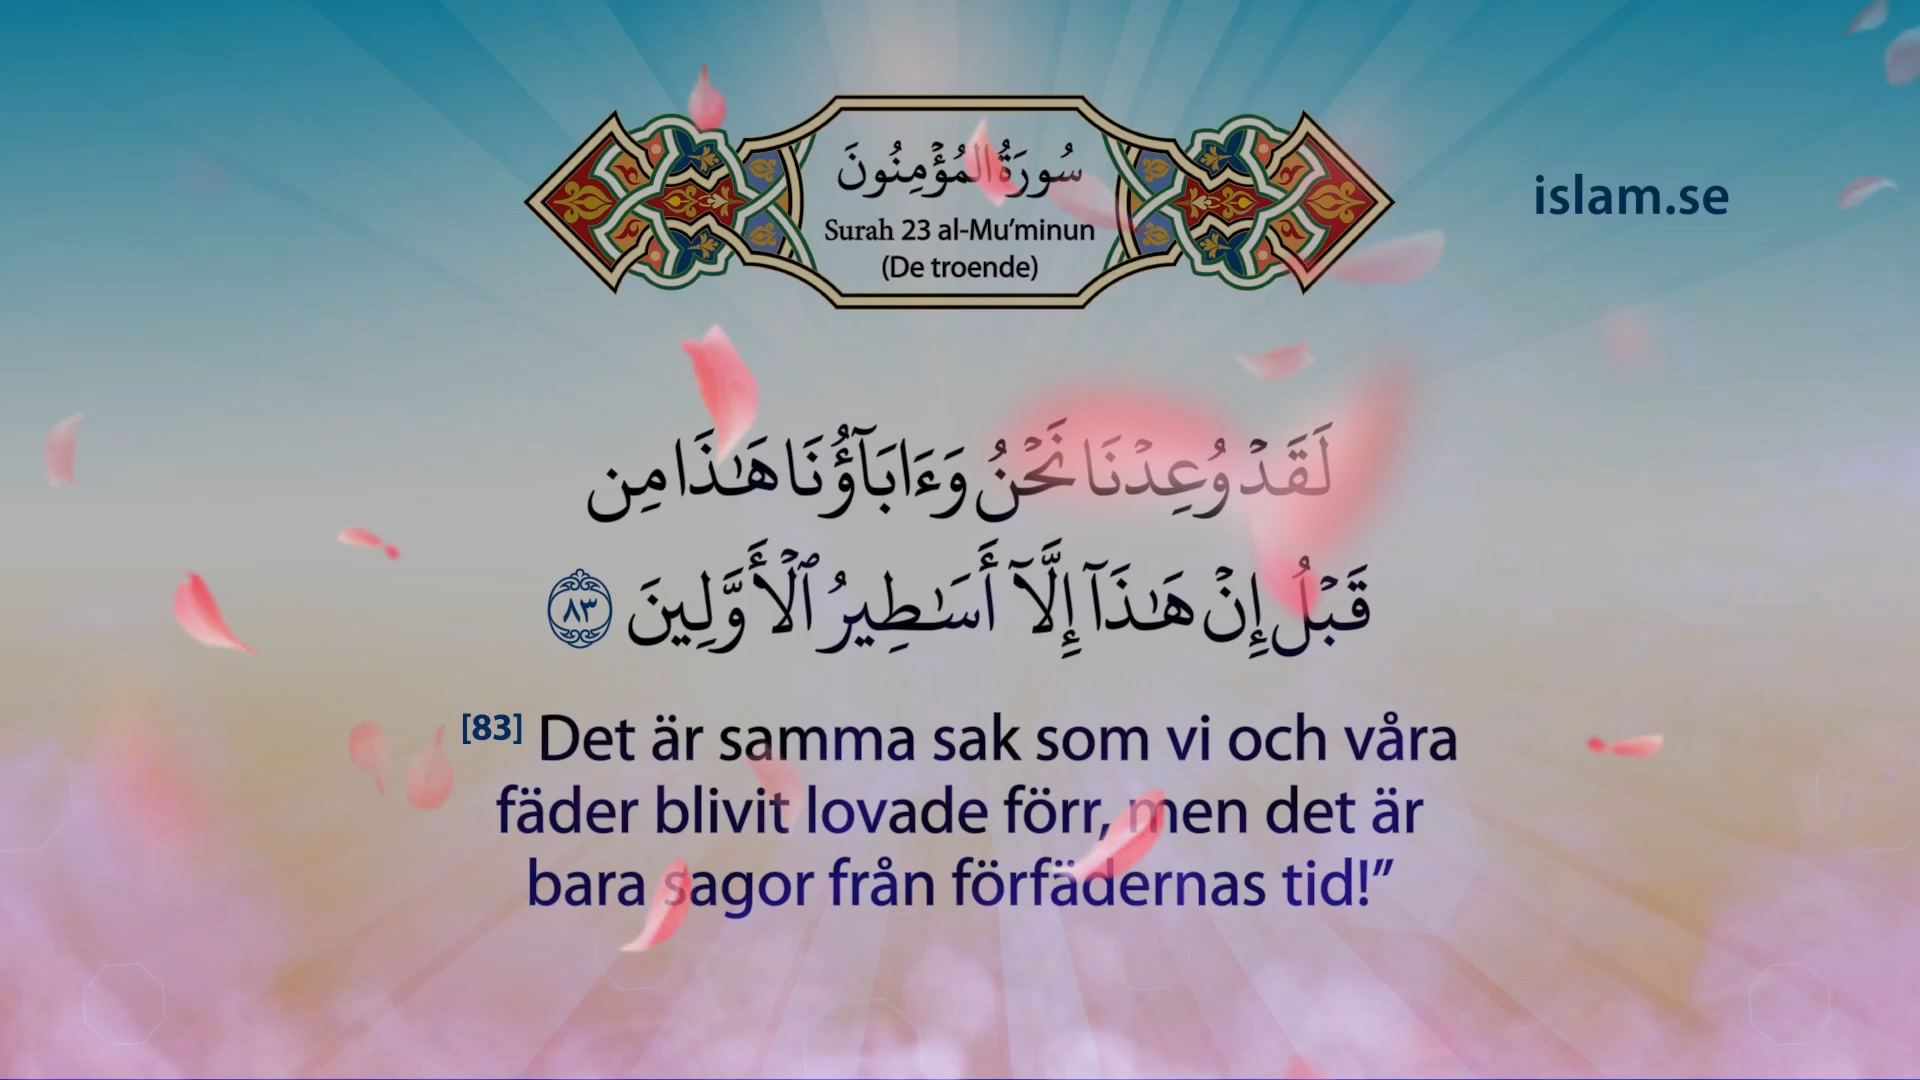 سُورَةُ المُؤْمِنُونَ
Surah 23 al-Mu’minun
(De troende)
islam.se
لَقَدْ وُعِدْنَا نَحْنُ وَءَابَآؤُنَا هَـٰذَا مِن
قَبْلُ إِنْ هَـٰذَآ إِلَّآ أَسَـٰطِيرُ ٱلْأَوَّلِينَ ٨٣
[83] Det är samma sak som vi och våra
fäder blivit lovade förr, men det är
bara sagor från förfädernas tid!”